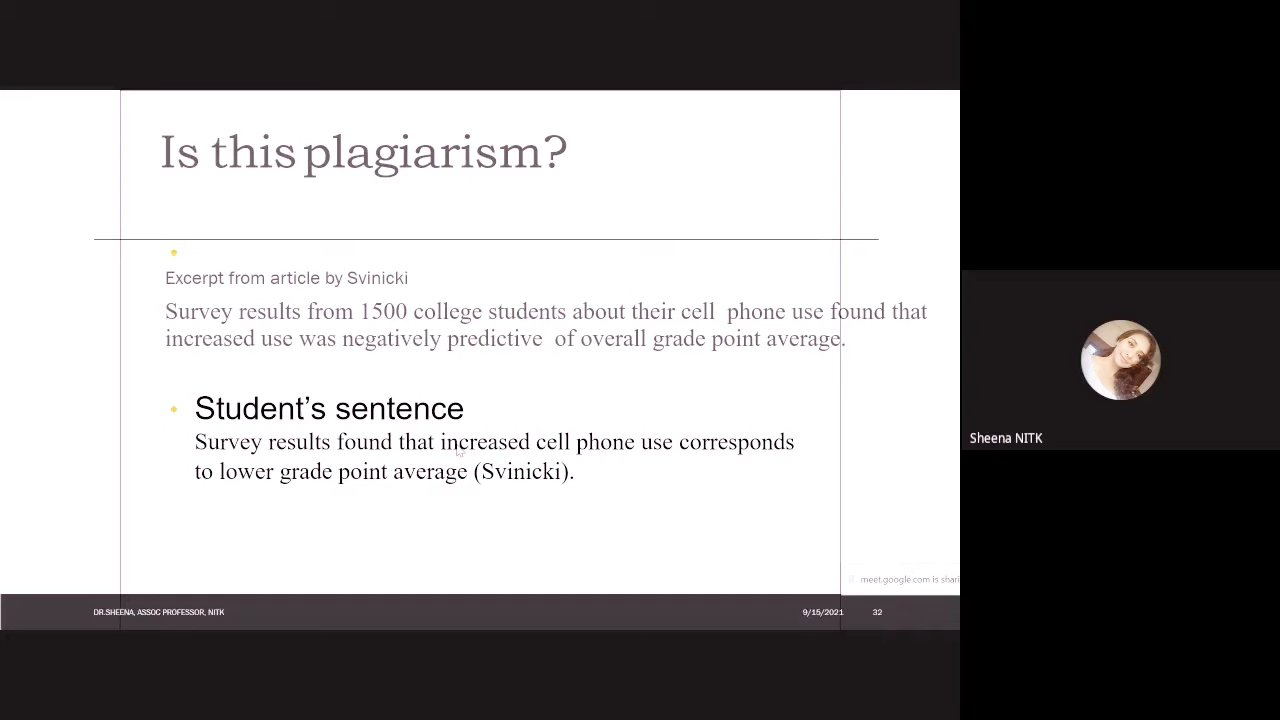 Is this plagiarism?
Excerpt from article by Svinicki
Survey results from 1500 college students about their cell phone use found that
increased use was negatively predictive of overall grade point average.
Student’s sentence
Survey results found that increased cell phone use corresponds
to lower grade point average (Svinicki).
meet.google.com is shari
DR.SHEENA, ASSOC PROFESSOR, NITK
9/15/2021
32
Sheena NITK